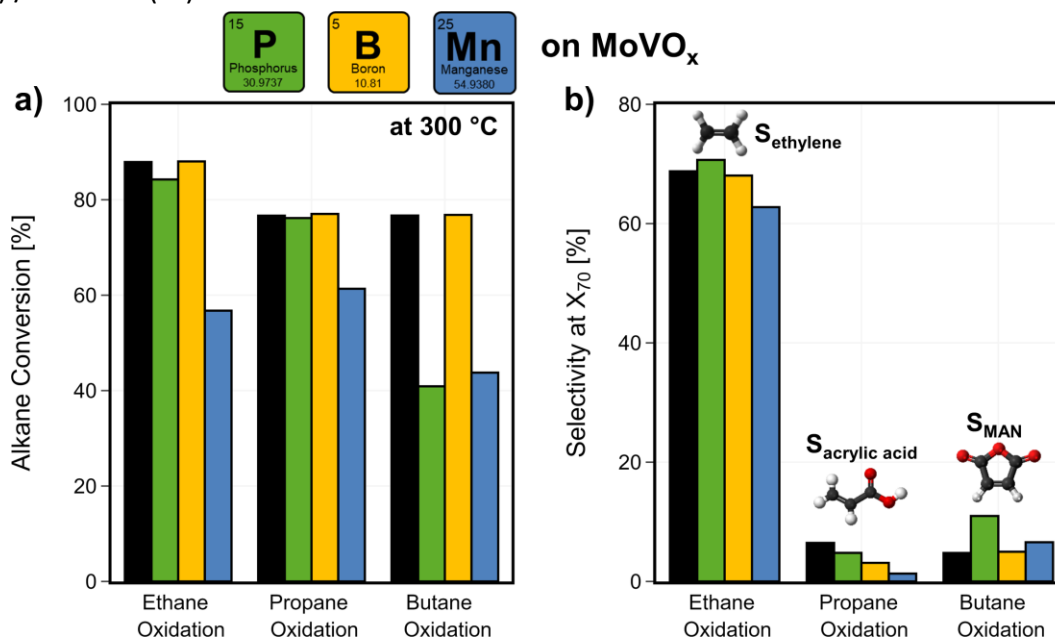 15
P
Phosphorus
30.9737
5
B
Boron
10.81
25
Mn
Manganese
54.9380
on MoVOx
a)
100
80
60
40
20
0
Alkane Conversion [%]
at 300 °C
Ethane
Oxidation
Propane
Oxidation
Butane
Oxidation
b)
80
60
40
20
0
Selectivity at X70 [%]
Sethylene
Sacrylic acid
SMAN
Ethane
Oxidation
Propane
Oxidation
Butane
Oxidation